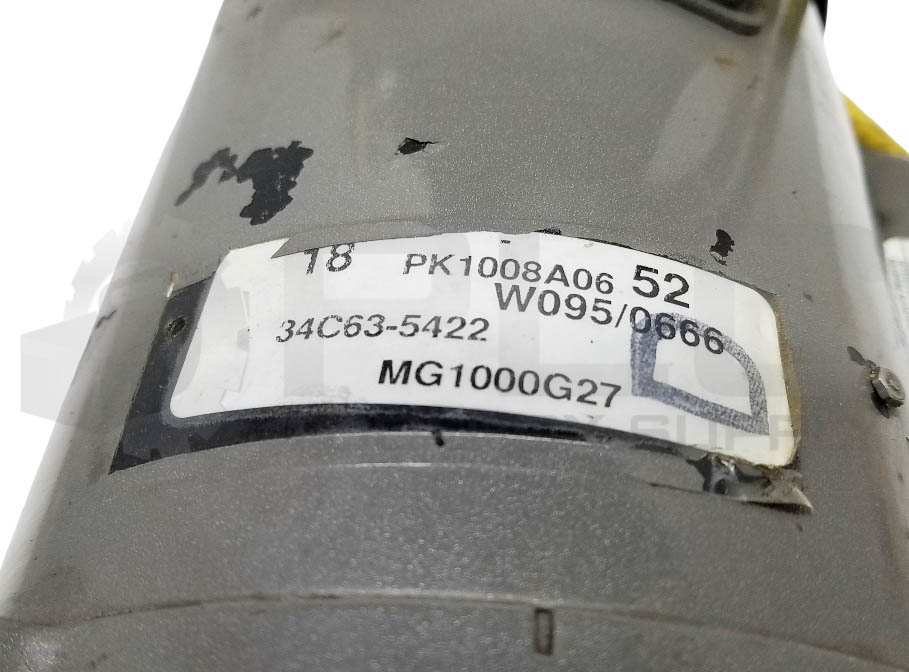 18 PK1008A06 52
W095/0666
34C63-5422
MG1000G27
D